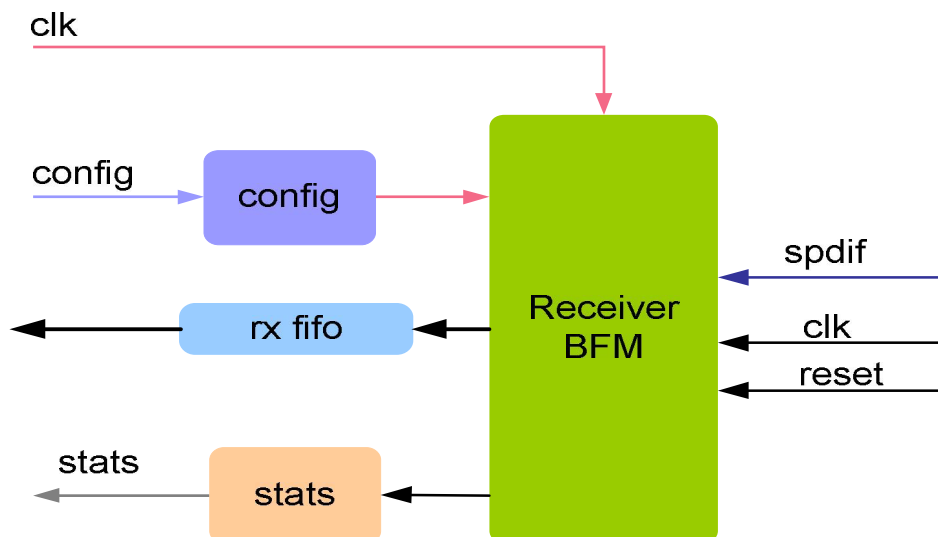 clk
config
config
spdif
Receiver
BFM
rx fifo
clk
reset
stats
stats